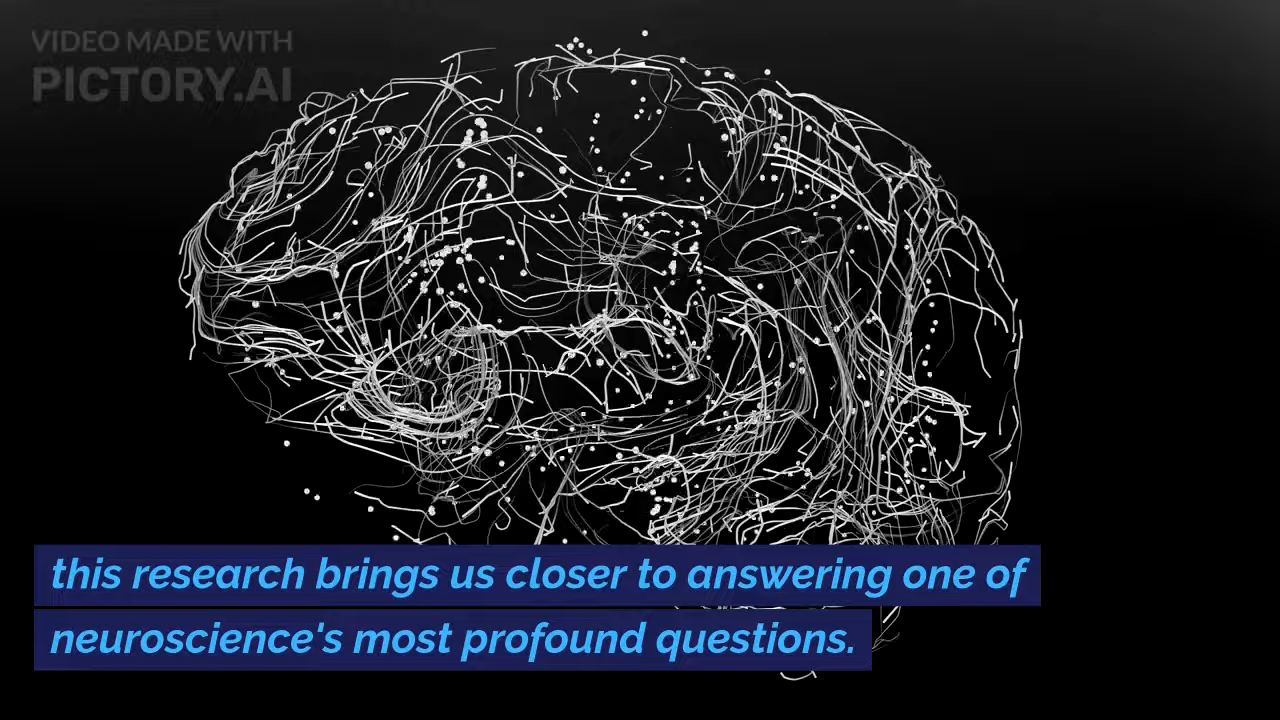 VIDEO MADE WITH
PICTORY.AI
this research brings us closer to answering one of
neuroscience's most profound questions.